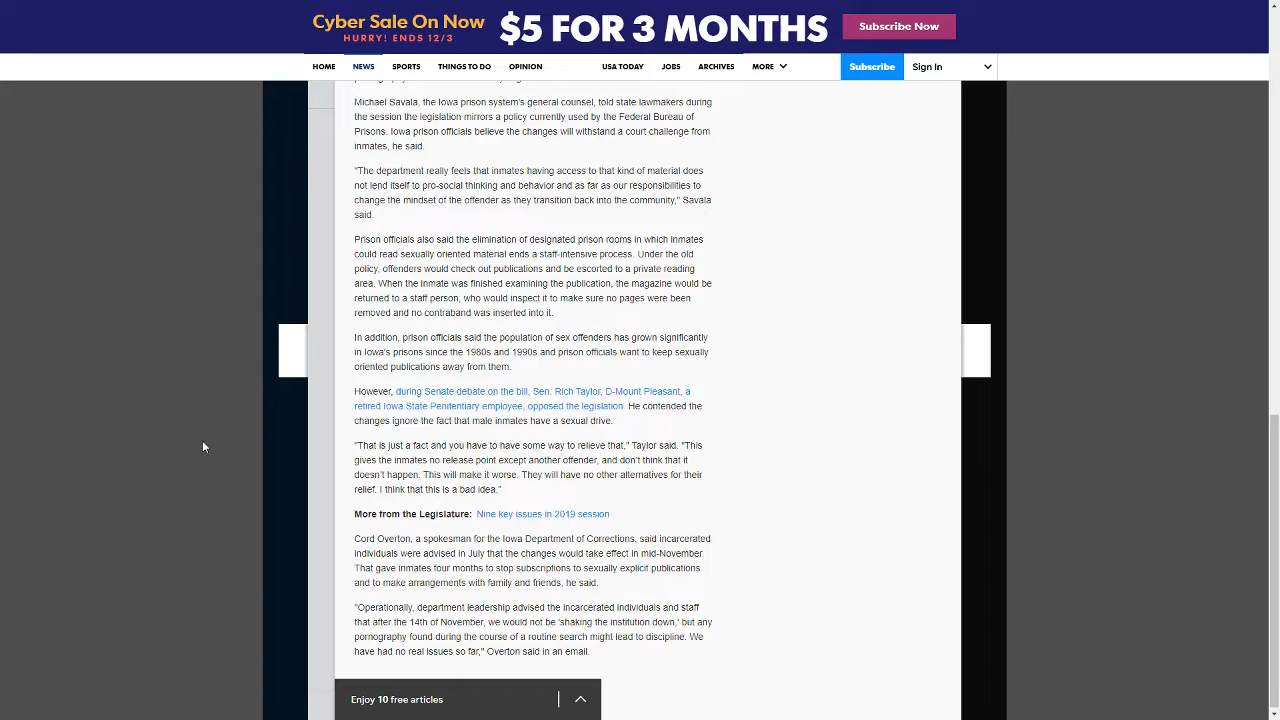 Cyber Sale On Now
HURRY! ENDS 12/3
$5 FOR 3 MONTHS
Subscribe Now
HOME NEWS SPORTS THINGS TO DO OPINION USA TODAY JOBS ARCHIVES MORE Subscribe Sign In
Michael Savala, the Iowa prison system's general counsel, told state lawmakers during
the session the legislation mirrors a policy currently used by the Federal Bureau of
Prisons. Iowa prison officials believe the changes will withstand a court challenge from
inmates, he said.
"The department really feels that inmates having access to that kind of material does
not lend itself to pro-social thinking and behavior and as far as our responsibilities to
change the mindset of the offender as they transition back into the community," Savala
said.
Prison officials also said the elimination of designated prison rooms in which inmates
could read sexually oriented material ends a staff-intensive process. Under the old
policy, offenders would check out publications and be escorted to a private reading
area. When the inmate was finished examining the publication, the magazine would be
returned to a staff person, who would inspect it to make sure no pages were been
removed and no contraband was inserted into it.
In addition, prison officials said the population of sex offenders has grown significantly
in Iowa's prisons since the 1980s and 1990s and prison officials want to keep sexually
oriented publications away from them.
However, during Senate debate on the bill, Sen. Rich Taylor, D-Mount Pleasant, a
retired Iowa State Penitentiary employee, opposed the legislation. He contended the
changes ignore the fact that male inmates have a sexual drive.
"That is just a fact and you have to have some way to relieve that," Taylor said. "This
gives the inmates no release point except another offender, and don't think that it
doesn't happen. This will make it worse. They will have no other alternatives for their
relief. I think that this is a bad idea."
More from the Legislature: Nine key issues in 2019 session
Cord Overton, a spokesman for the Iowa Department of Corrections, said incarcerated
individuals were advised in July that the changes would take effect in mid-November.
That gave inmates four months to stop subscriptions to sexually explicit publications
and to make arrangements with family and friends, he said.
"Operationally, department leadership advised the incarcerated individuals and staff
that after the 14th of November, we would not be 'shaking the institution down,' but any
pornography found during the course of a routine search might lead to discipline. We
have had no real issues so far," Overton said in an email.
Enjoy 10 free articles